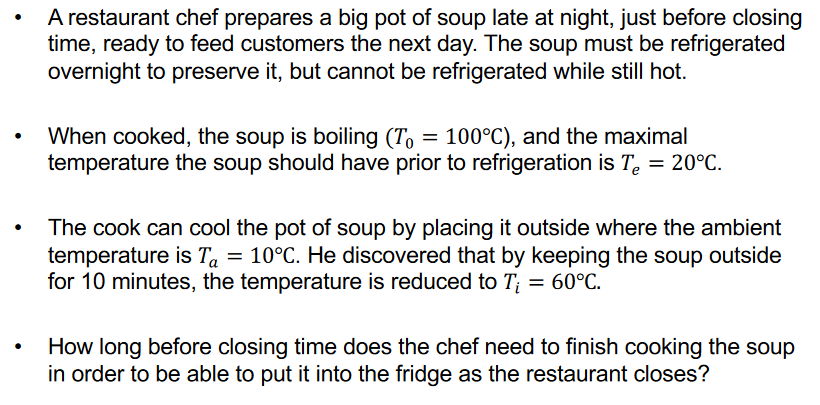 • A restaurant chef prepares a big pot of soup late at night, just before closing
time, ready to feed customers the next day. The soup must be refrigerated
overnight to preserve it, but cannot be refrigerated while still hot.
• When cooked, the soup is boiling (T₀ = 100°C), and the maximal
temperature the soup should have prior to refrigeration is Tₑ = 20°C.
• The cook can cool the pot of soup by placing it outside where the ambient
temperature is Tₐ = 10°C. He discovered that by keeping the soup outside
for 10 minutes, the temperature is reduced to Tᵢ = 60°C.
• How long before closing time does the chef need to finish cooking the soup
in order to be able to put it into the fridge as the restaurant closes?